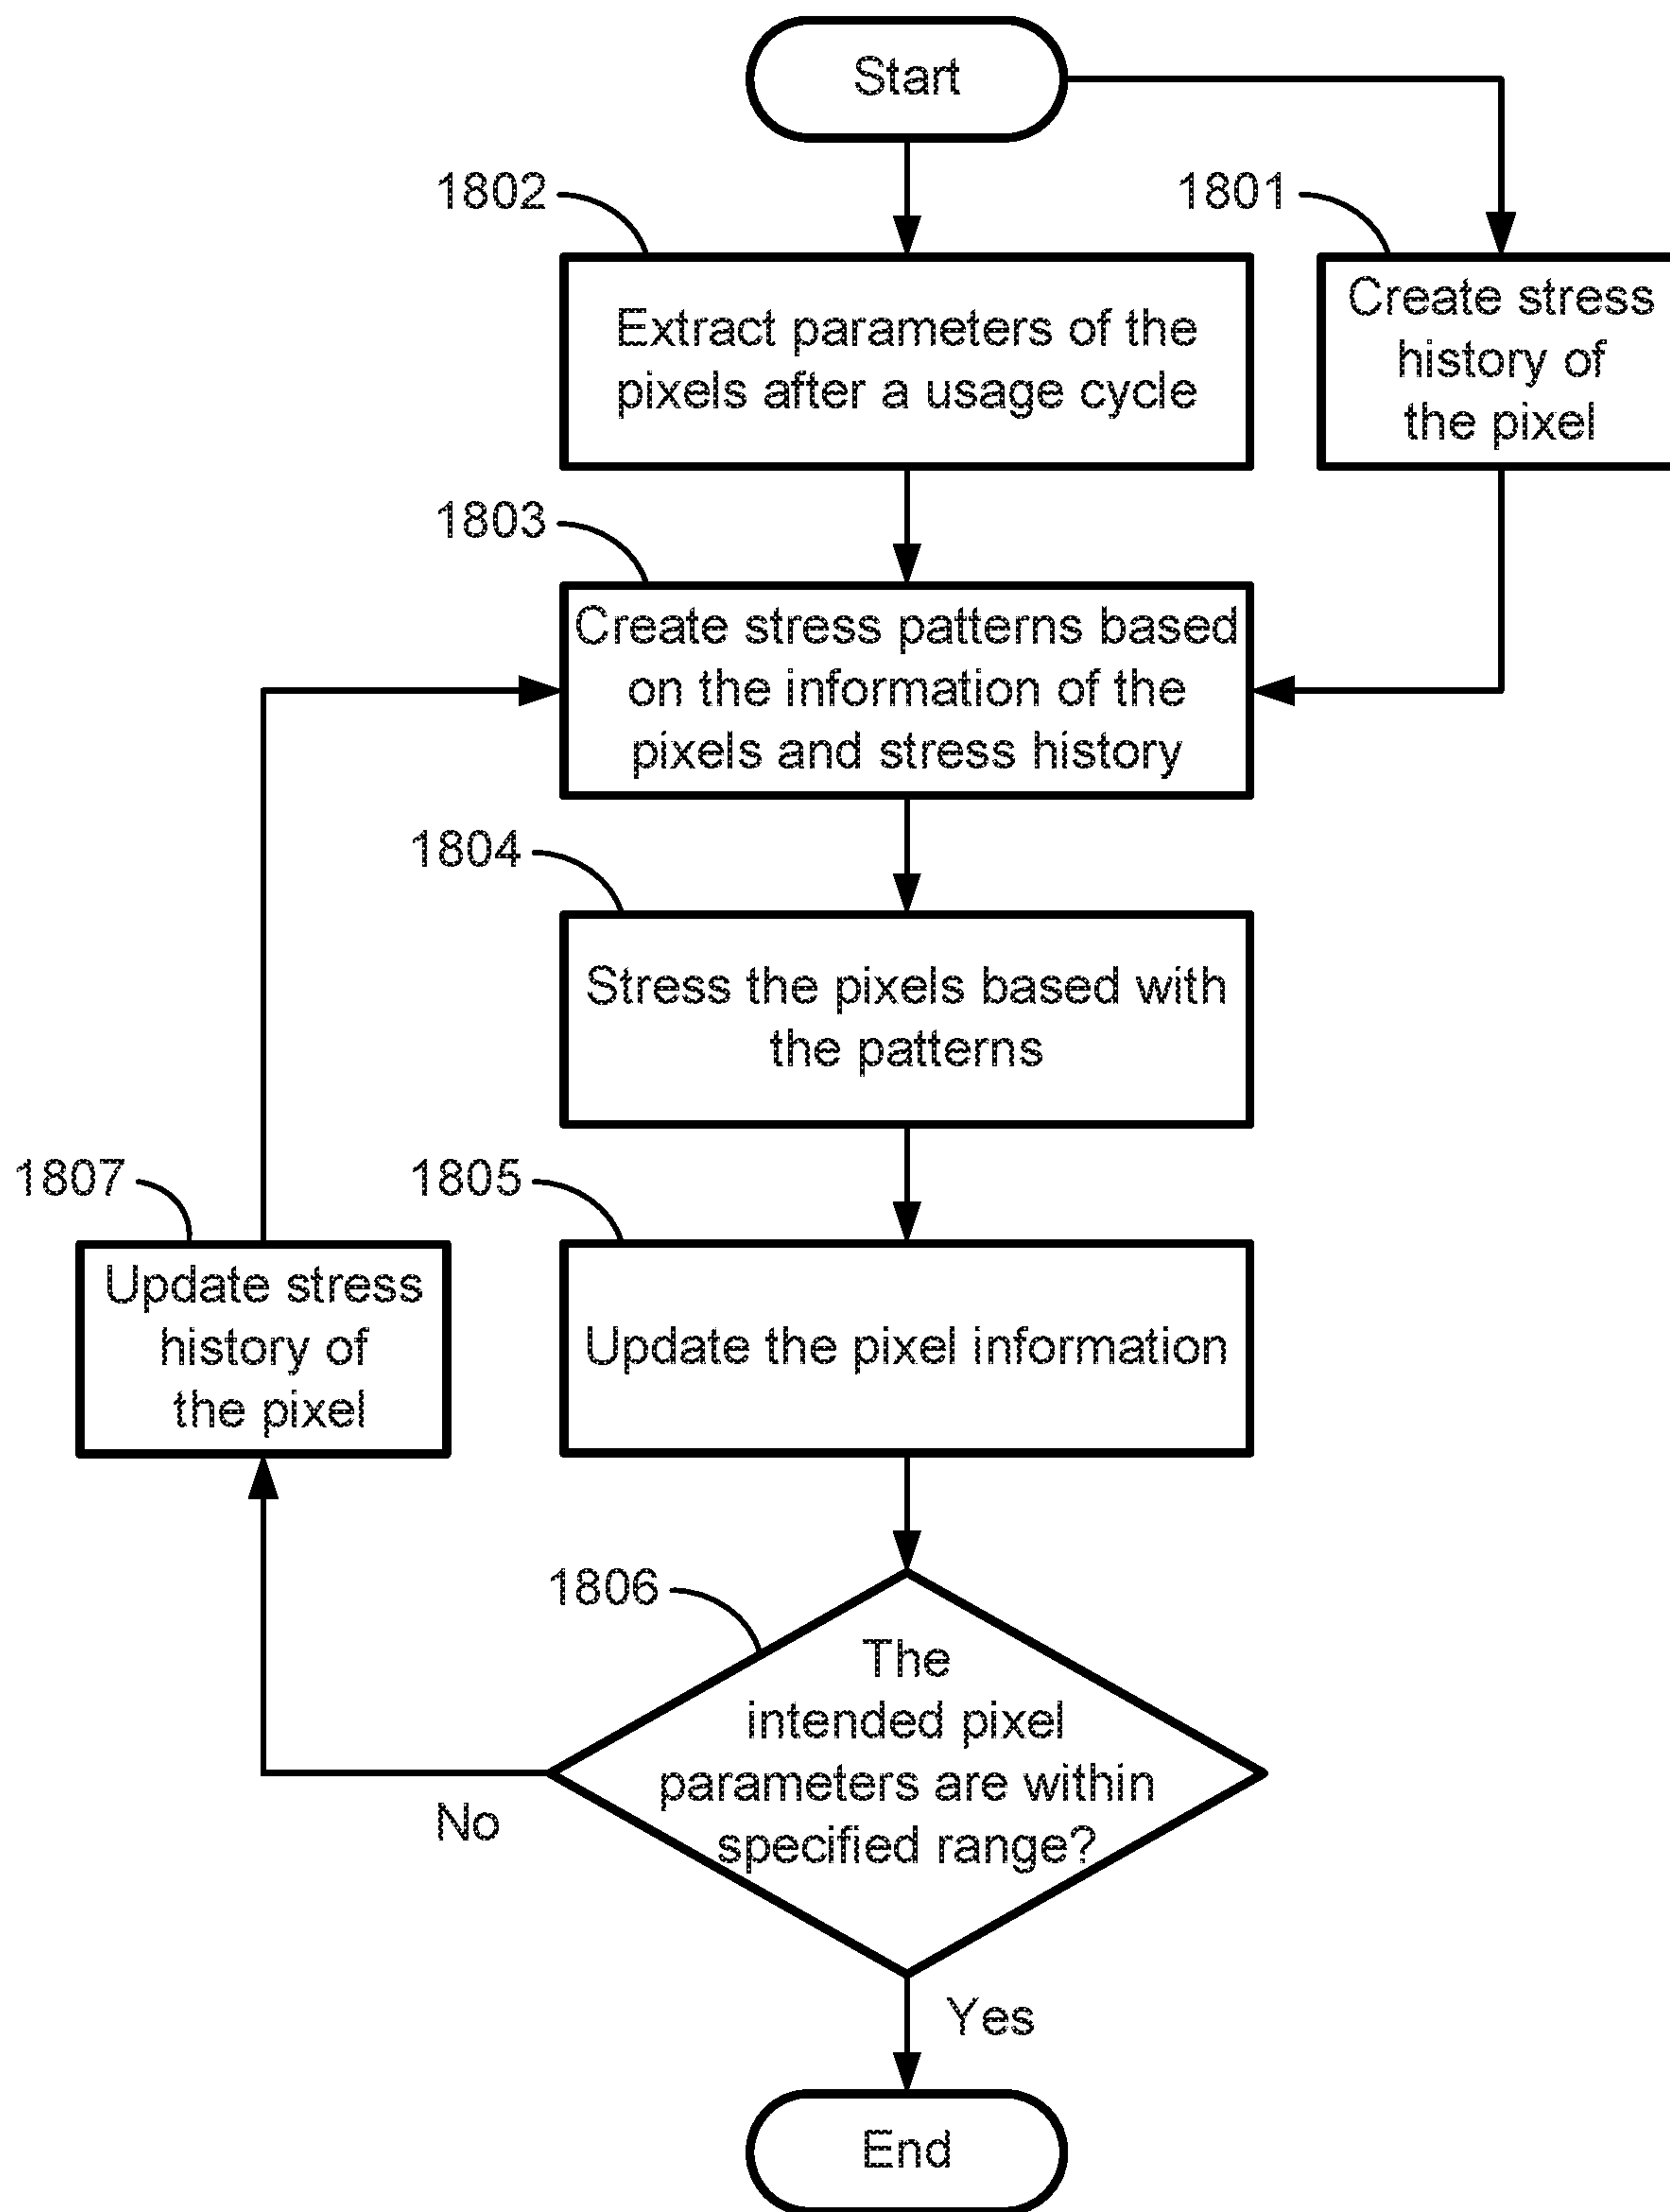 Start
1802
1801
Extract parameters of the
pixels after a usage cycle
Create stress
history of
the pixel
1803
Create stress patterns based
on the information of the
pixels and stress history
1804
Stress the pixels based with
the patterns
1807
1805
Update stress
history of
the pixel
Update the pixel information
1806
The
intended pixel
parameters are within
specified range?
No
Yes
End